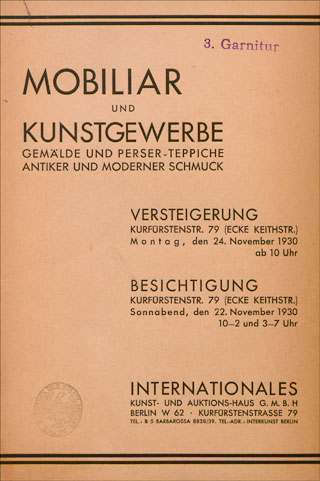 3. Garnitur
MOBILIAR
UND
KUNSTGEWERBE
GEMÄLDE UND PERSER-TEPPICHE
ANTIKER UND MODERNER SCHMUCK
VERSTEIGERUNG
KURFÜRSTENSTR. 79 (ECKE KEITHSTR.)
Montag, den 24. November 1930
ab 10 Uhr
BESICHTIGUNG
KURFÜRSTENSTR. 79 (ECKE KEITHSTR.)
Sonnabend, den 22. November 1930
10–2 und 3–7 Uhr
INTERNATIONALES
KUNST- UND AUKTIONS-HAUS G. M. B. H
BERLIN W 62 · KURFÜRSTENSTRASSE 79
TEL.: B 5 BARBAROSSA 8828/29, TEL.-ADR.: INTERKUNST BERLIN